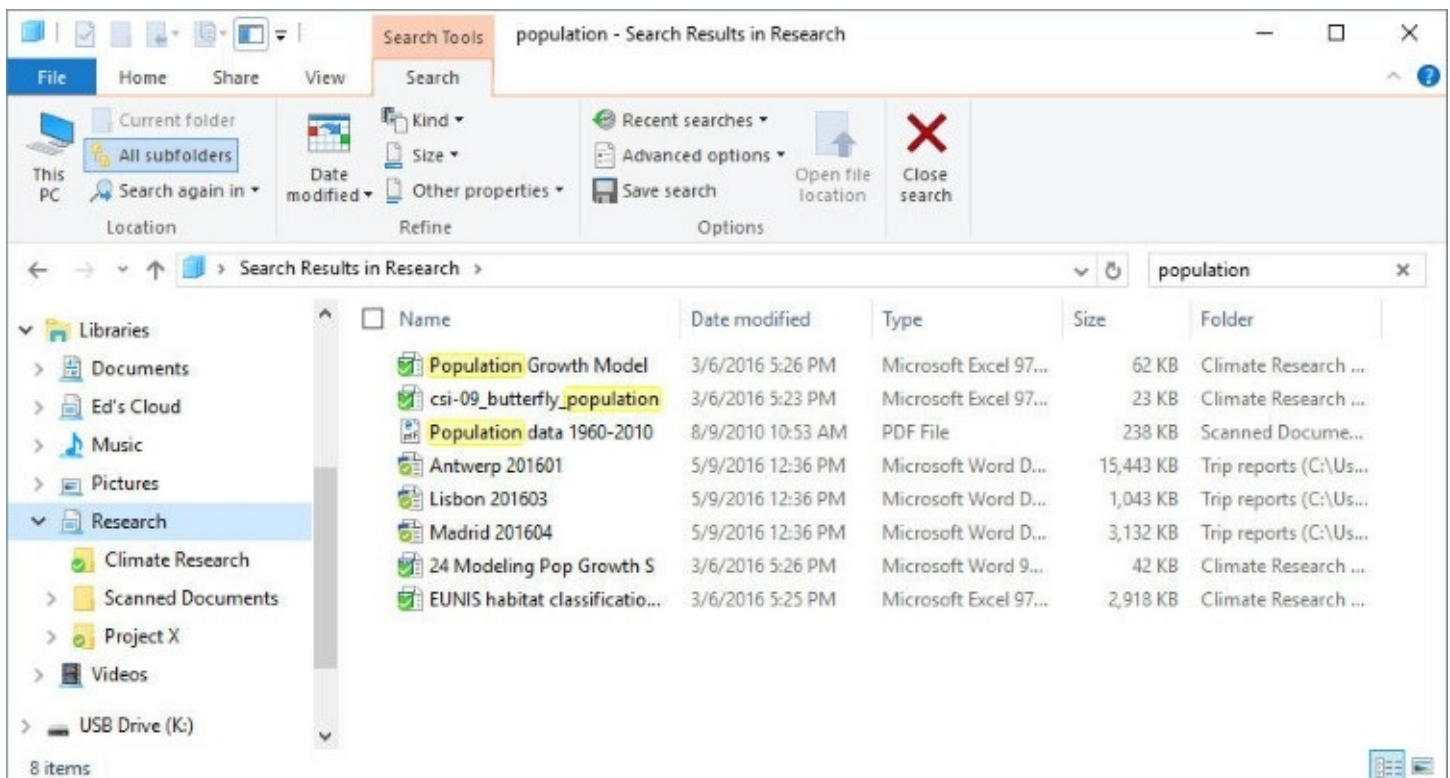 Search Tools population - Search Results in Research
File Home Share View Search
Current folder Kind Recent searches
All subfolders Size Advanced options
This PC Search again in Date modified Other properties Save search Open file location Close search
Location Refine Options
Search Results in Research population
Name Date modified Type Size Folder
Libraries
Documents Population Growth Model 3/6/2016 5:26 PM Microsoft Excel 97... 62 KB Climate Research ...
Ed's Cloud csi-09_butterfly_population 3/6/2016 5:23 PM Microsoft Excel 97... 23 KB Climate Research ...
Music Population data 1960-2010 8/9/2010 10:53 AM PDF File 238 KB Scanned Docume...
Pictures Antwerp 201601 5/9/2016 12:36 PM Microsoft Word D... 15,443 KB Trip reports (C:\Us...
Research Lisbon 201603 5/9/2016 12:36 PM Microsoft Word D... 1,043 KB Trip reports (C:\Us...
Madrid 201604 5/9/2016 12:36 PM Microsoft Word D... 3,132 KB Trip reports (C:\Us...
Climate Research 24 Modeling Pop Growth S 3/6/2016 5:26 PM Microsoft Word 9... 42 KB Climate Research ...
Scanned Documents EUNIS habitat classificatio... 3/6/2016 5:25 PM Microsoft Excel 97... 2,918 KB Climate Research ...
Project X
Videos
USB Drive (K:)
8 items